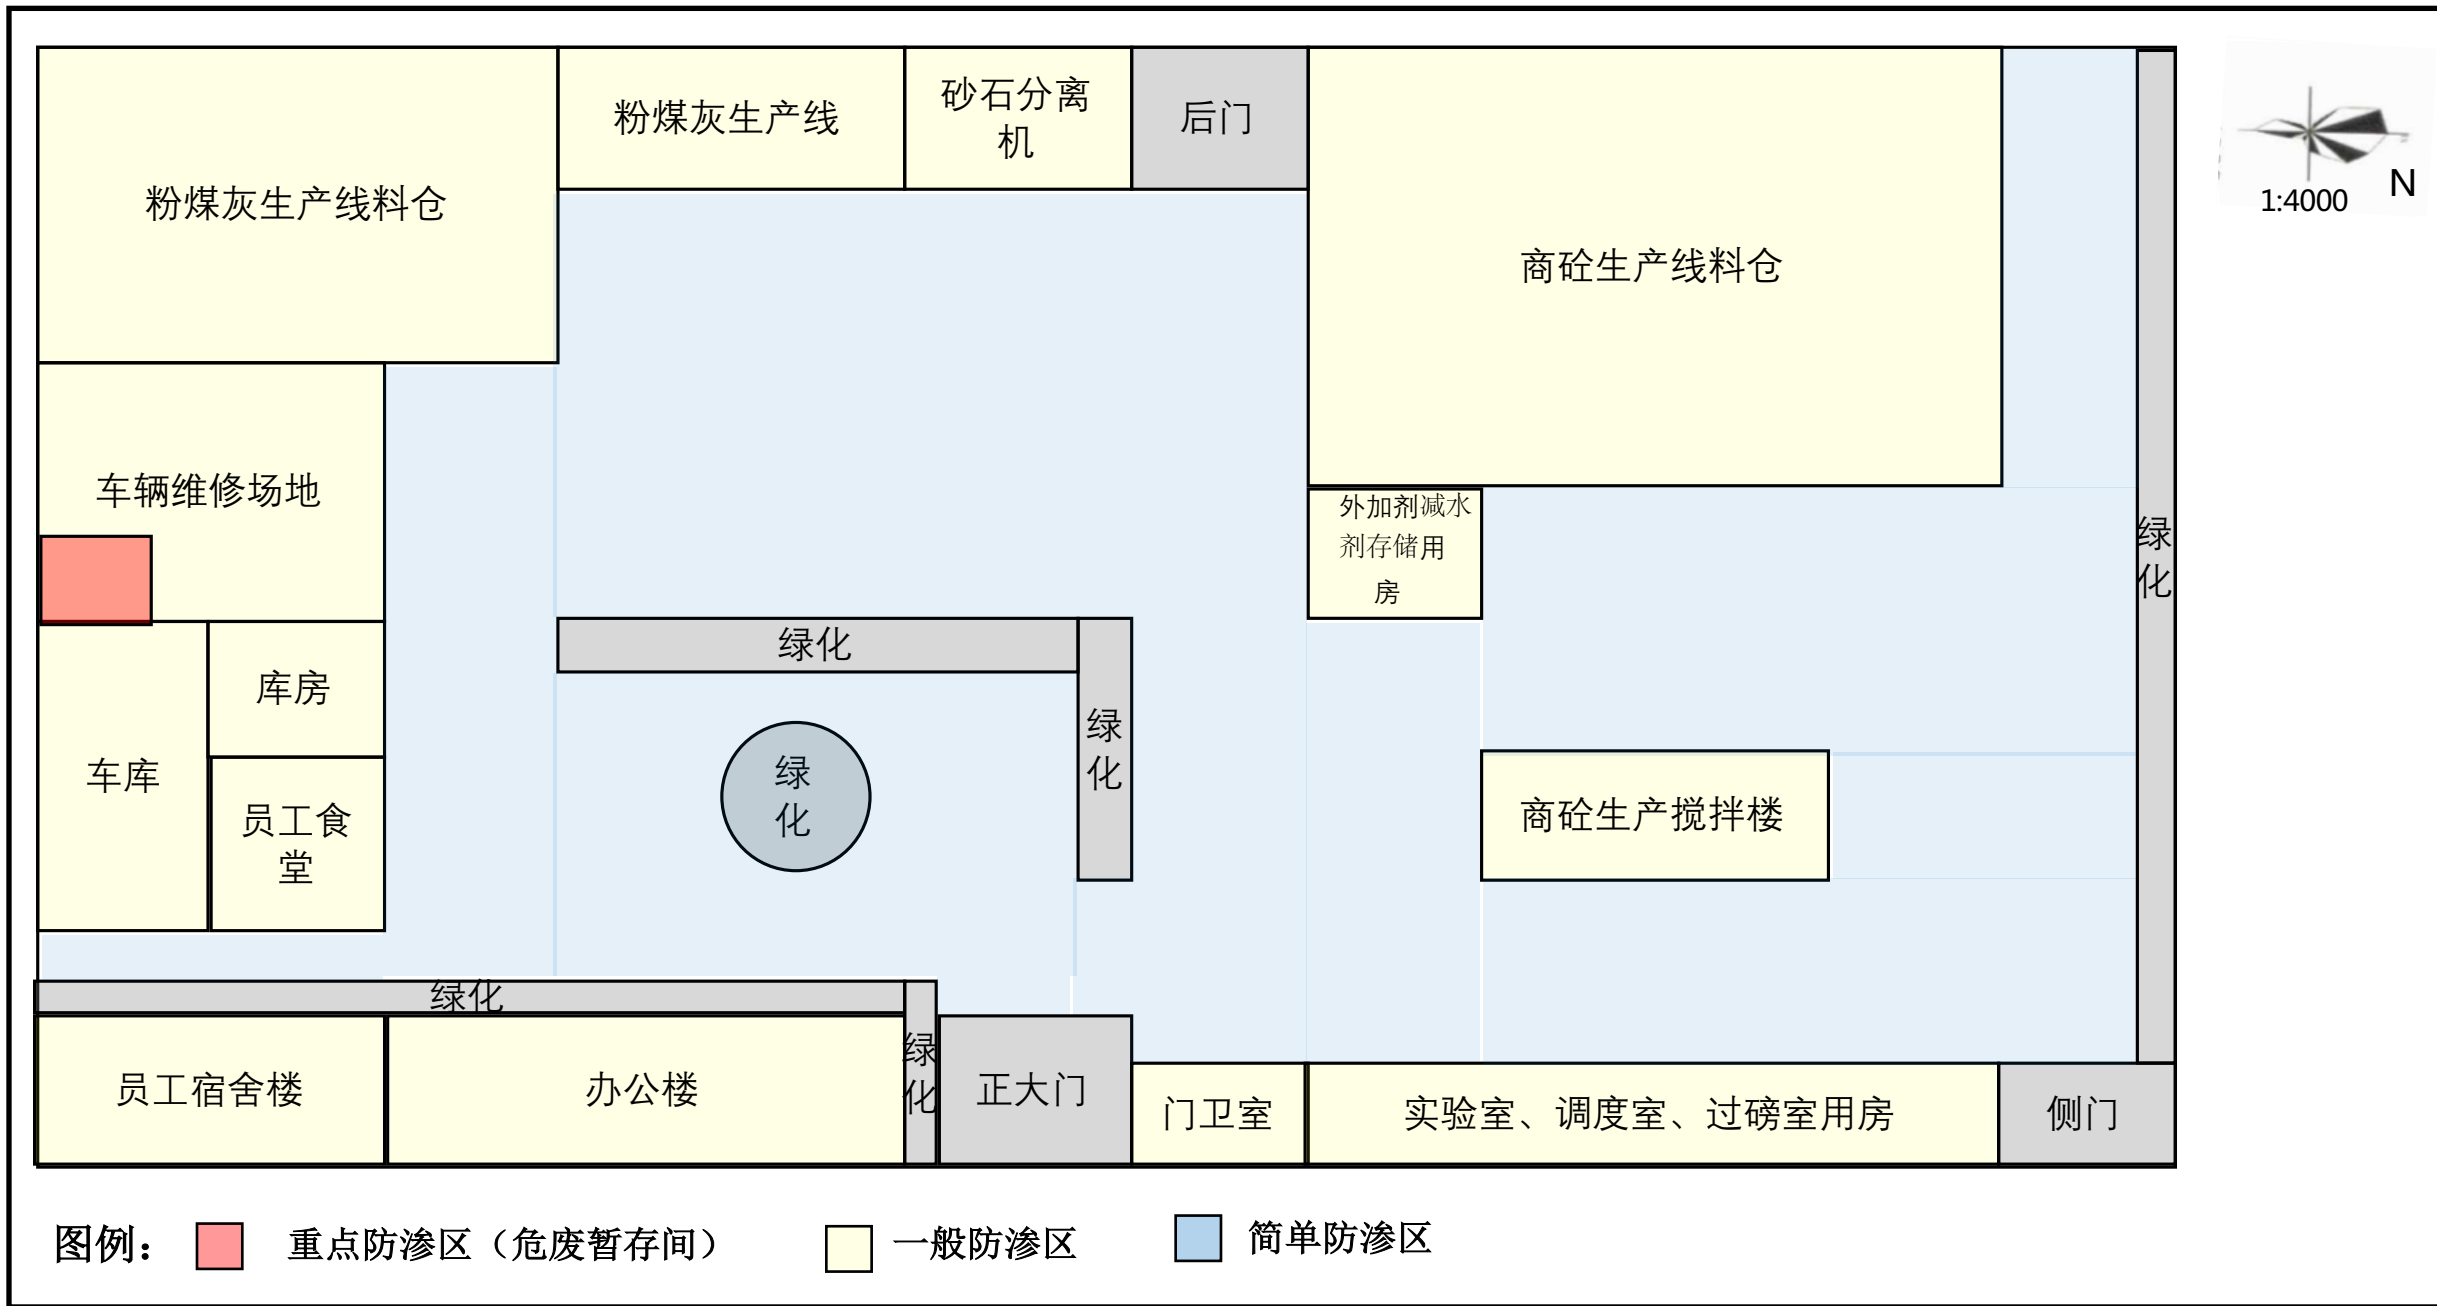 粉煤灰生产线料仓
粉煤灰生产线
砂石分离
机
后门
商砼生产线料仓
1:4000
N
车辆维修场地
外加剂减水
剂存储用
房
绿
化
库房
绿化
绿
化
车库
员工食
堂
绿
化
商砼生产搅拌楼
绿化
绿
化
员工宿舍楼
办公楼
正大门
门卫室
实验室、调度室、过磅室用房
侧门
图例：
重点防渗区（危废暂存间）
一般防渗区
简单防渗区